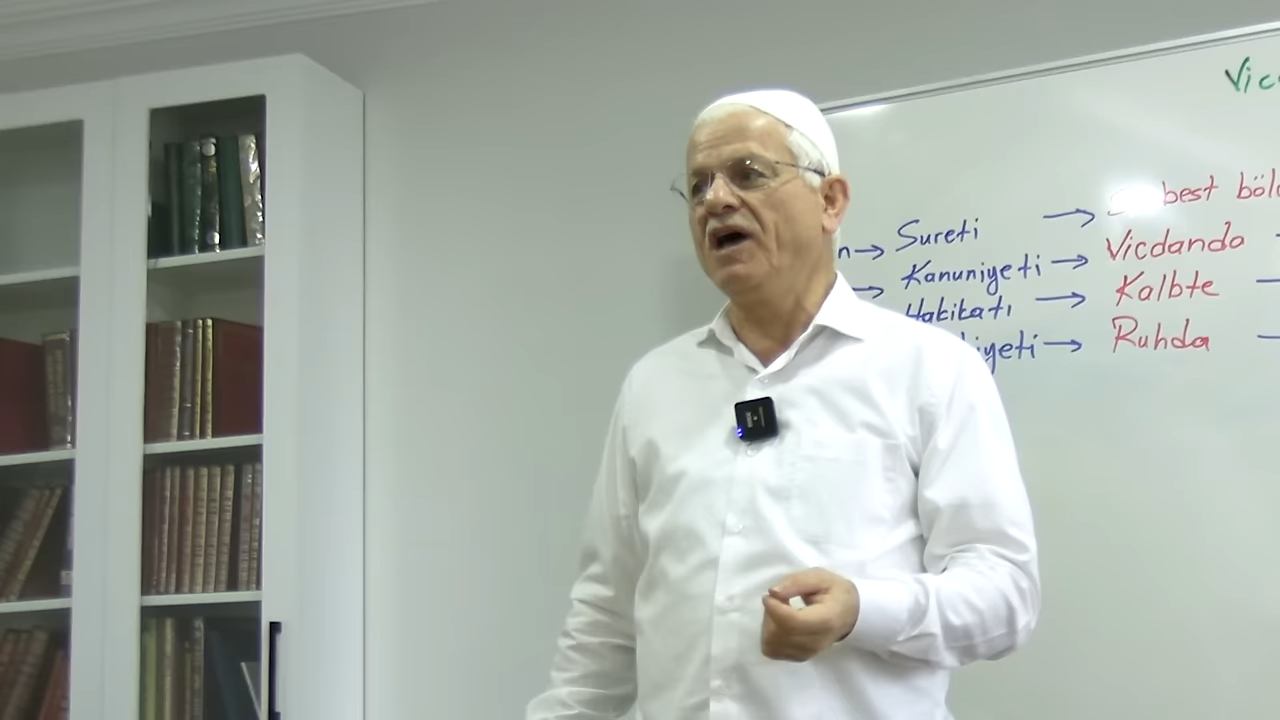 Vic
best böl
n → Sureti →
→ Kanuniyeti → Vicdanda
Hakikatı → Kalbte
iyeti → Ruhda